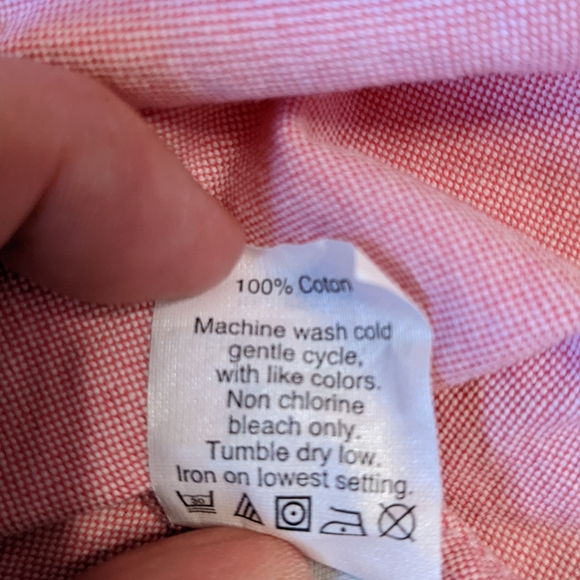 100% Coton
Machine wash cold
gentle cycle,
with like colors.
Non chlorine
bleach only.
Tumble dry low.
Iron on lowest setting.
30